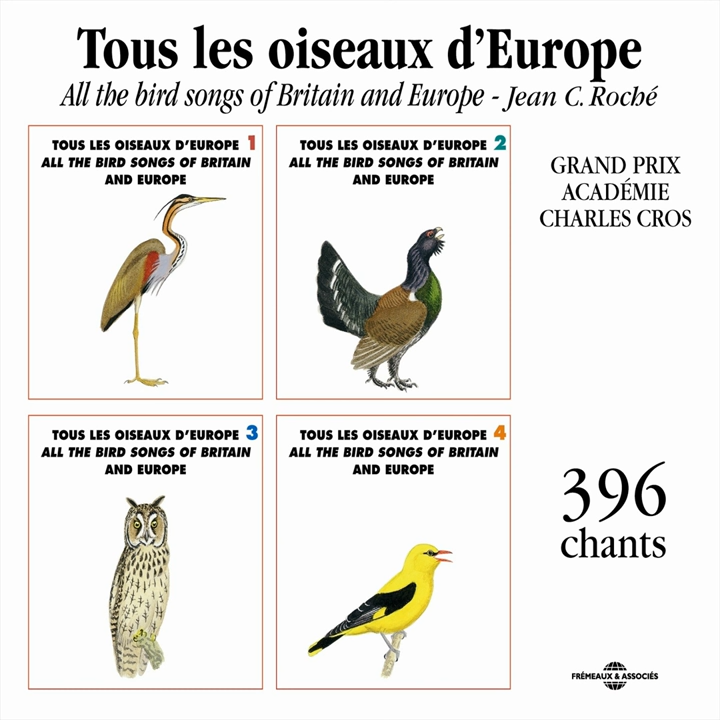 Tous les oiseaux d'Europe
All the bird songs of Britain and Europe - Jean C. Roché
TOUS LES OISEAUX D'EUROPE 1
ALL THE BIRD SONGS OF BRITAIN
AND EUROPE
TOUS LES OISEAUX D'EUROPE 2
ALL THE BIRD SONGS OF BRITAIN
AND EUROPE
GRAND PRIX
ACADÉMIE
CHARLES CROS
TOUS LES OISEAUX D'EUROPE 3
ALL THE BIRD SONGS OF BRITAIN
AND EUROPE
TOUS LES OISEAUX D'EUROPE 4
ALL THE BIRD SONGS OF BRITAIN
AND EUROPE
396
chants
FRÉMEAUX & ASSOCIÉS